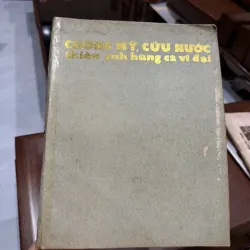 CHỐNG MỸ, CỨU NƯỚC
thiên anh hùng ca vĩ đại